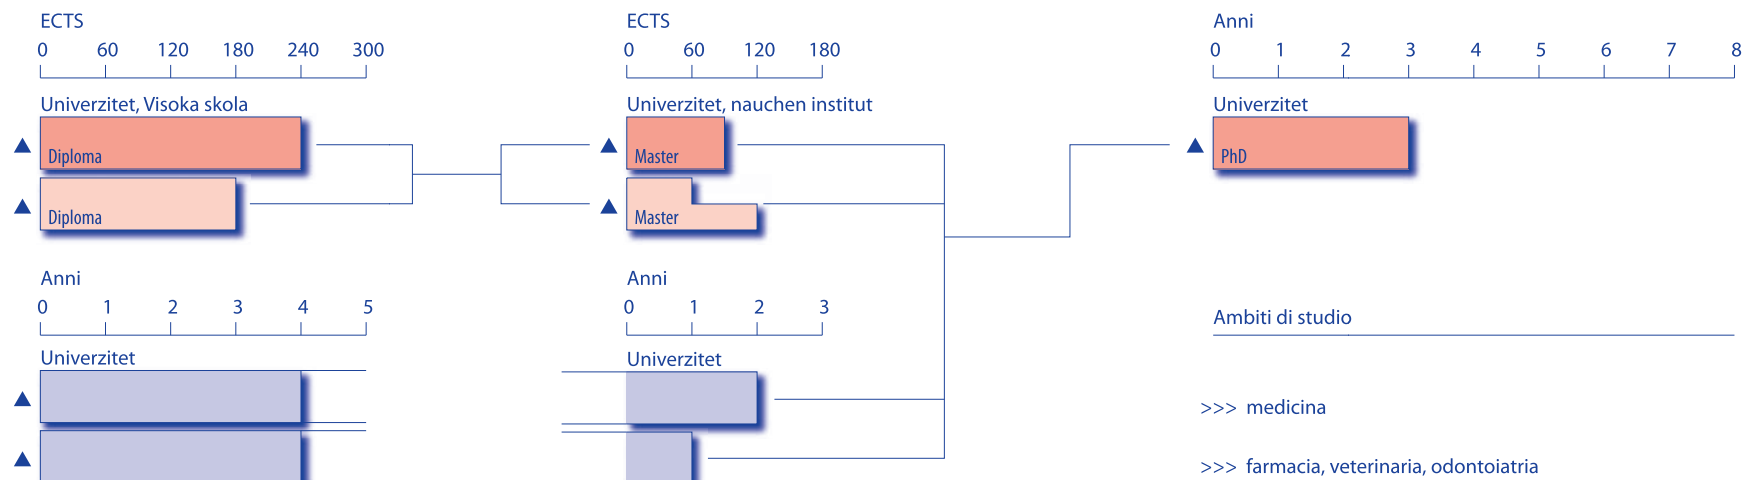 ECTS
0 60 120 180 240 300
Univerzitet, Visoka skola
Diploma
Diploma
Anni
0 1 2 3 4 5
Univerzitet
ECTS
0 60 120 180
Univerzitet, nauchen institut
Master
Master
Anni
0 1 2 3
Univerzitet
Anni
0 1 2 3 4 5 6 7 8
Univerzitet
PhD
Ambiti di studio
>>> medicina
>>> farmacia, veterinaria, odontoiatria